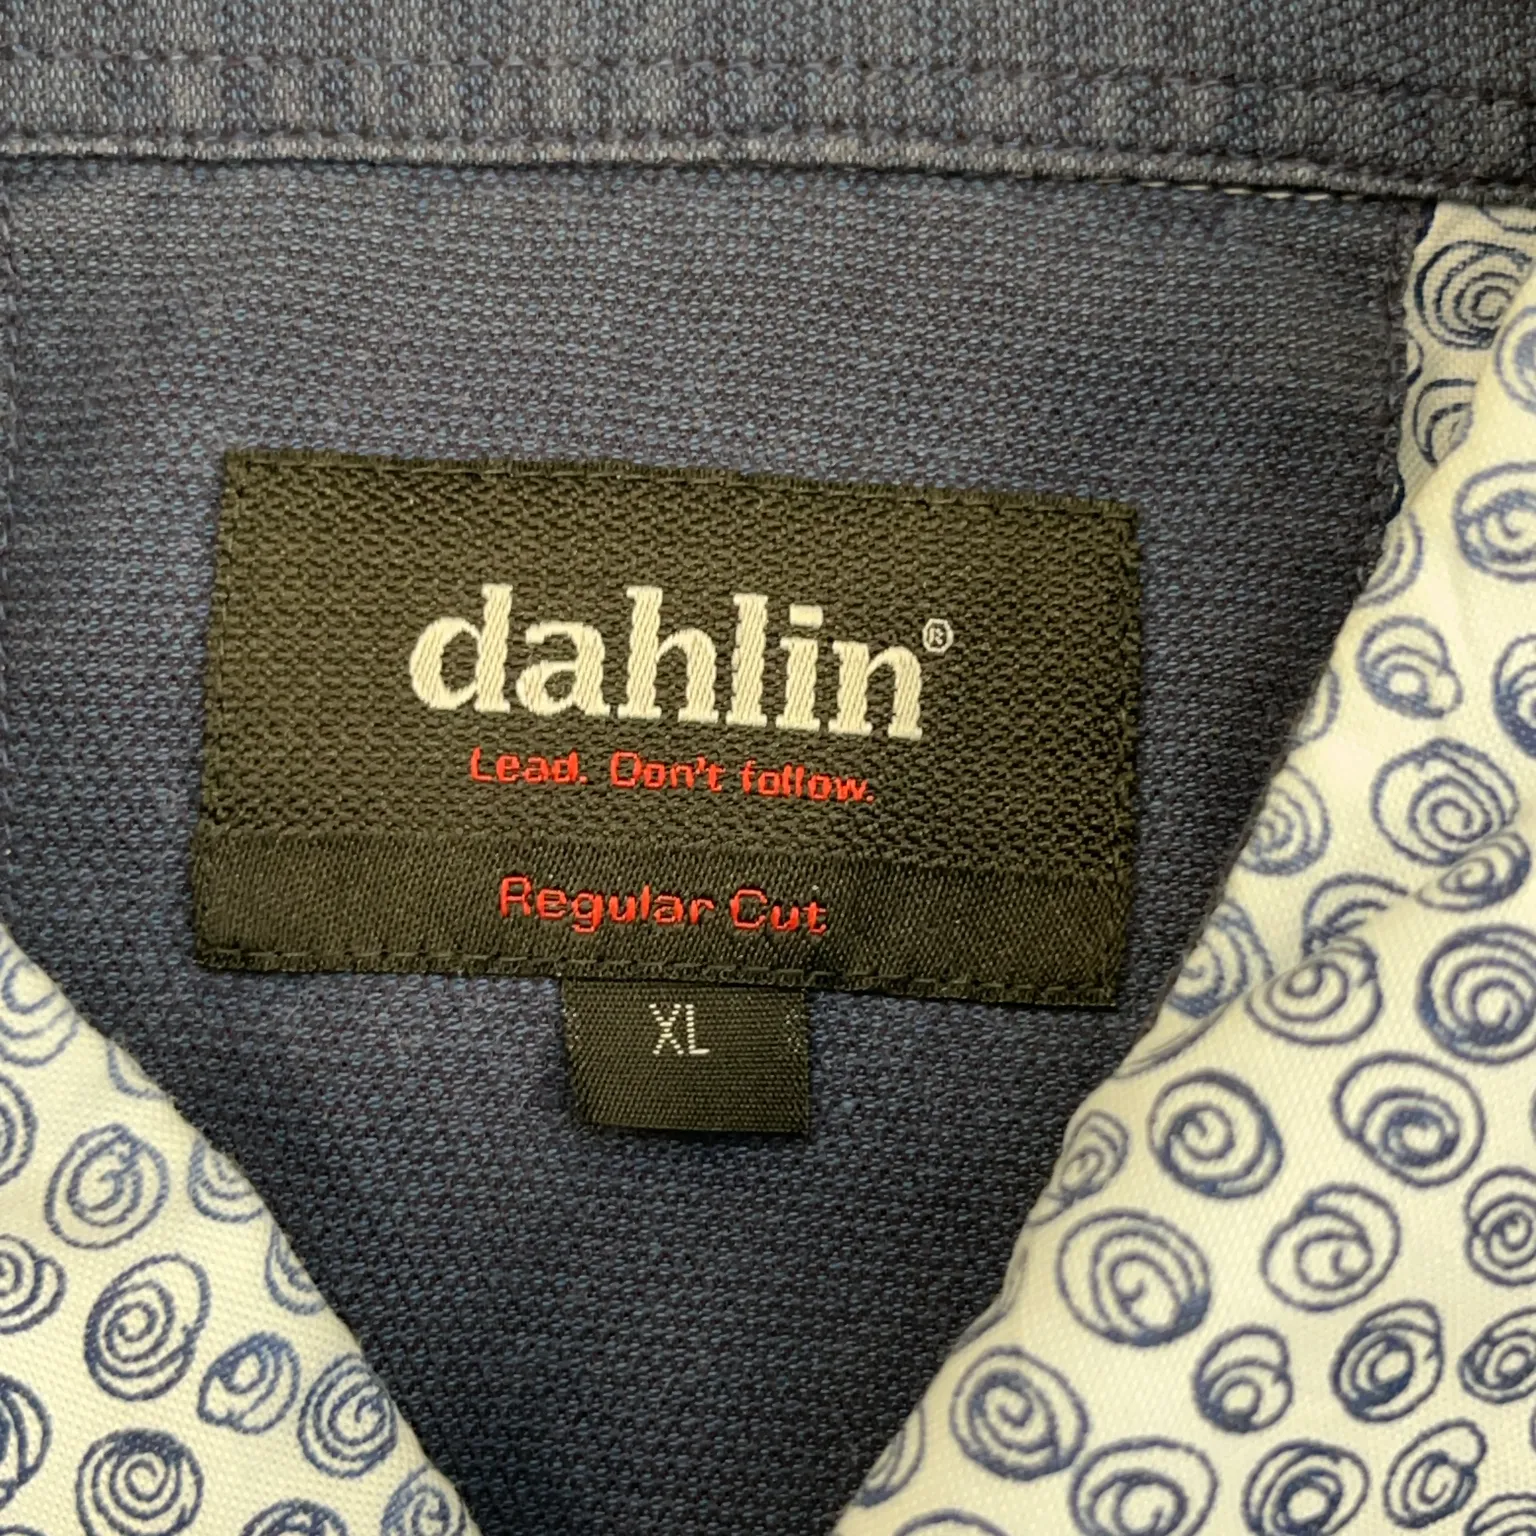 dahlin®
Lead. Don't follow.
Regular Cut
XL